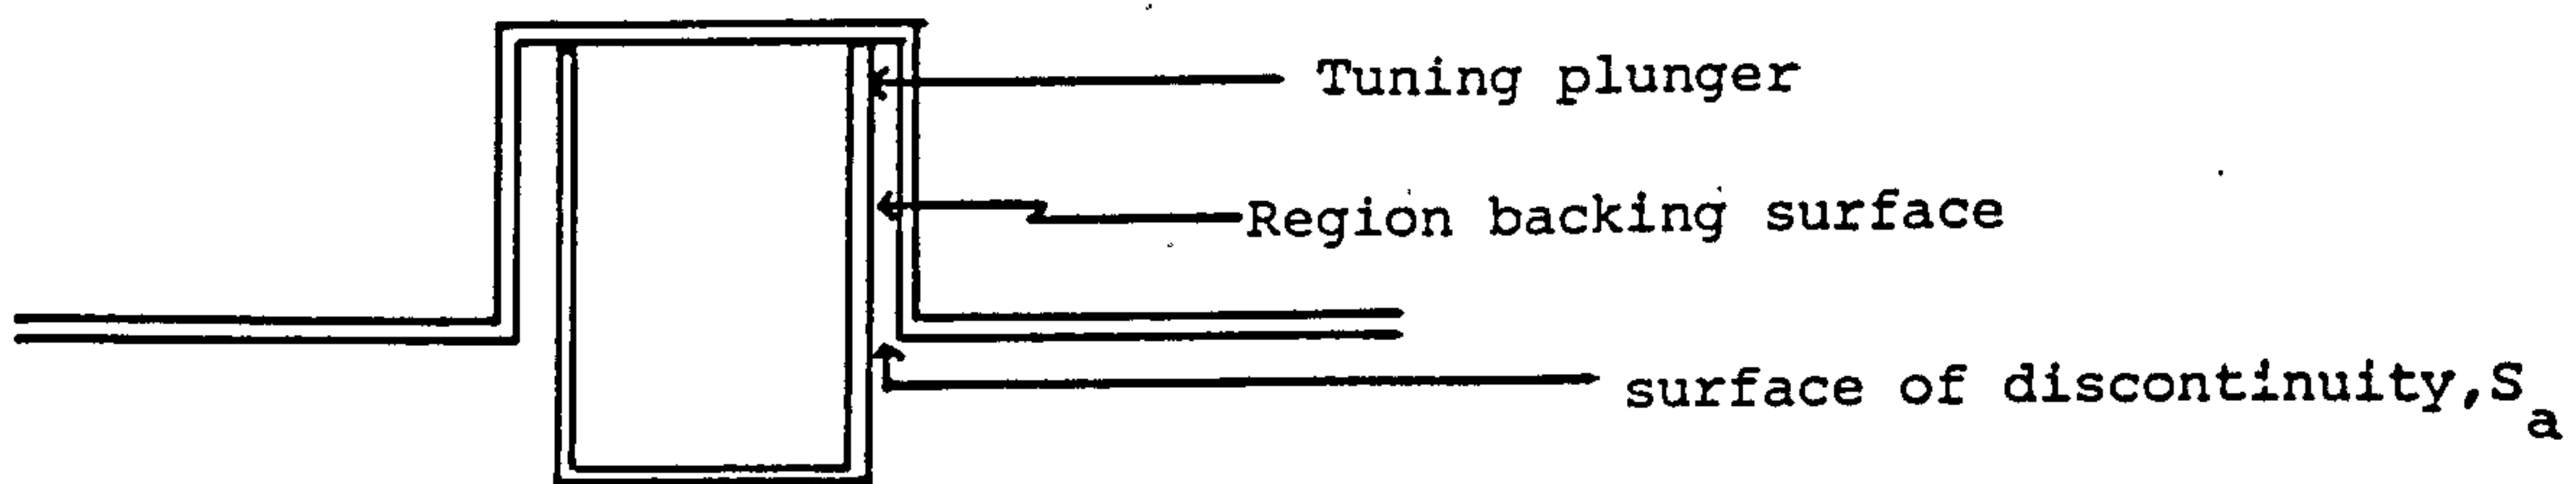 Tuning plunger
Region backing surface
surface of discontinuity,Sa